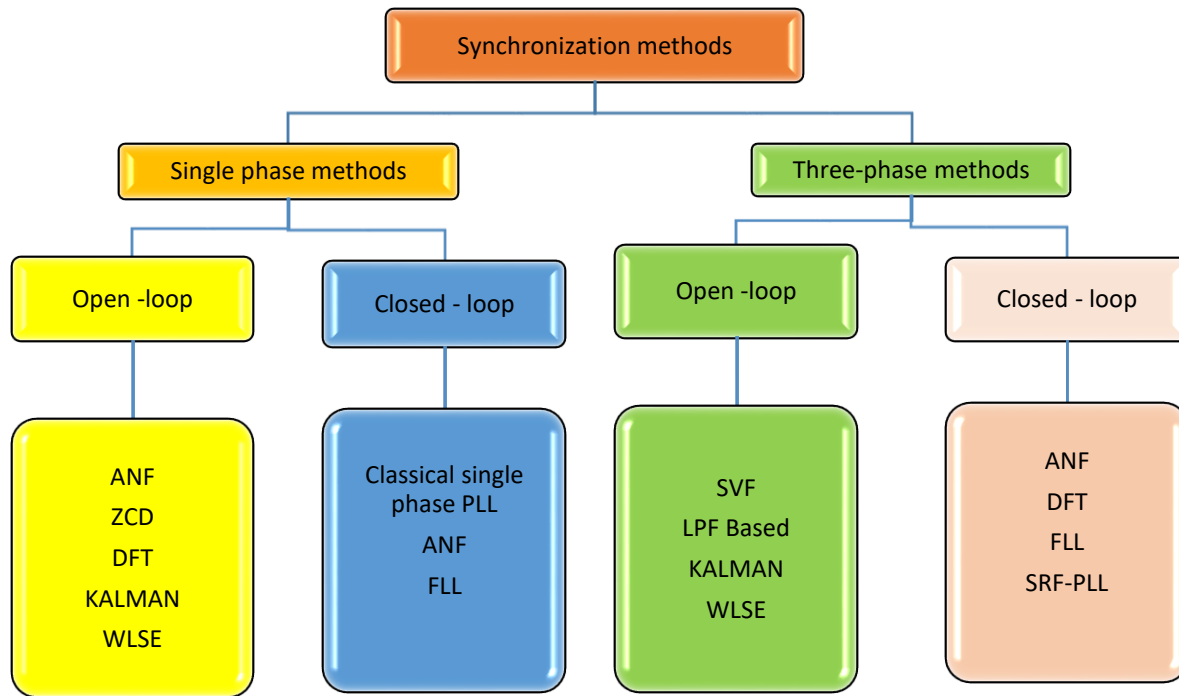 Synchronization methods
Single phase methods
Three-phase methods
Open -loop
Closed - loop
Open -loop
Closed - loop
ANF
ZCD
DFT
KALMAN
WLSE
Classical single
phase PLL
ANF
FLL
SVF
LPF Based
KALMAN
WLSE
ANF
DFT
FLL
SRF-PLL